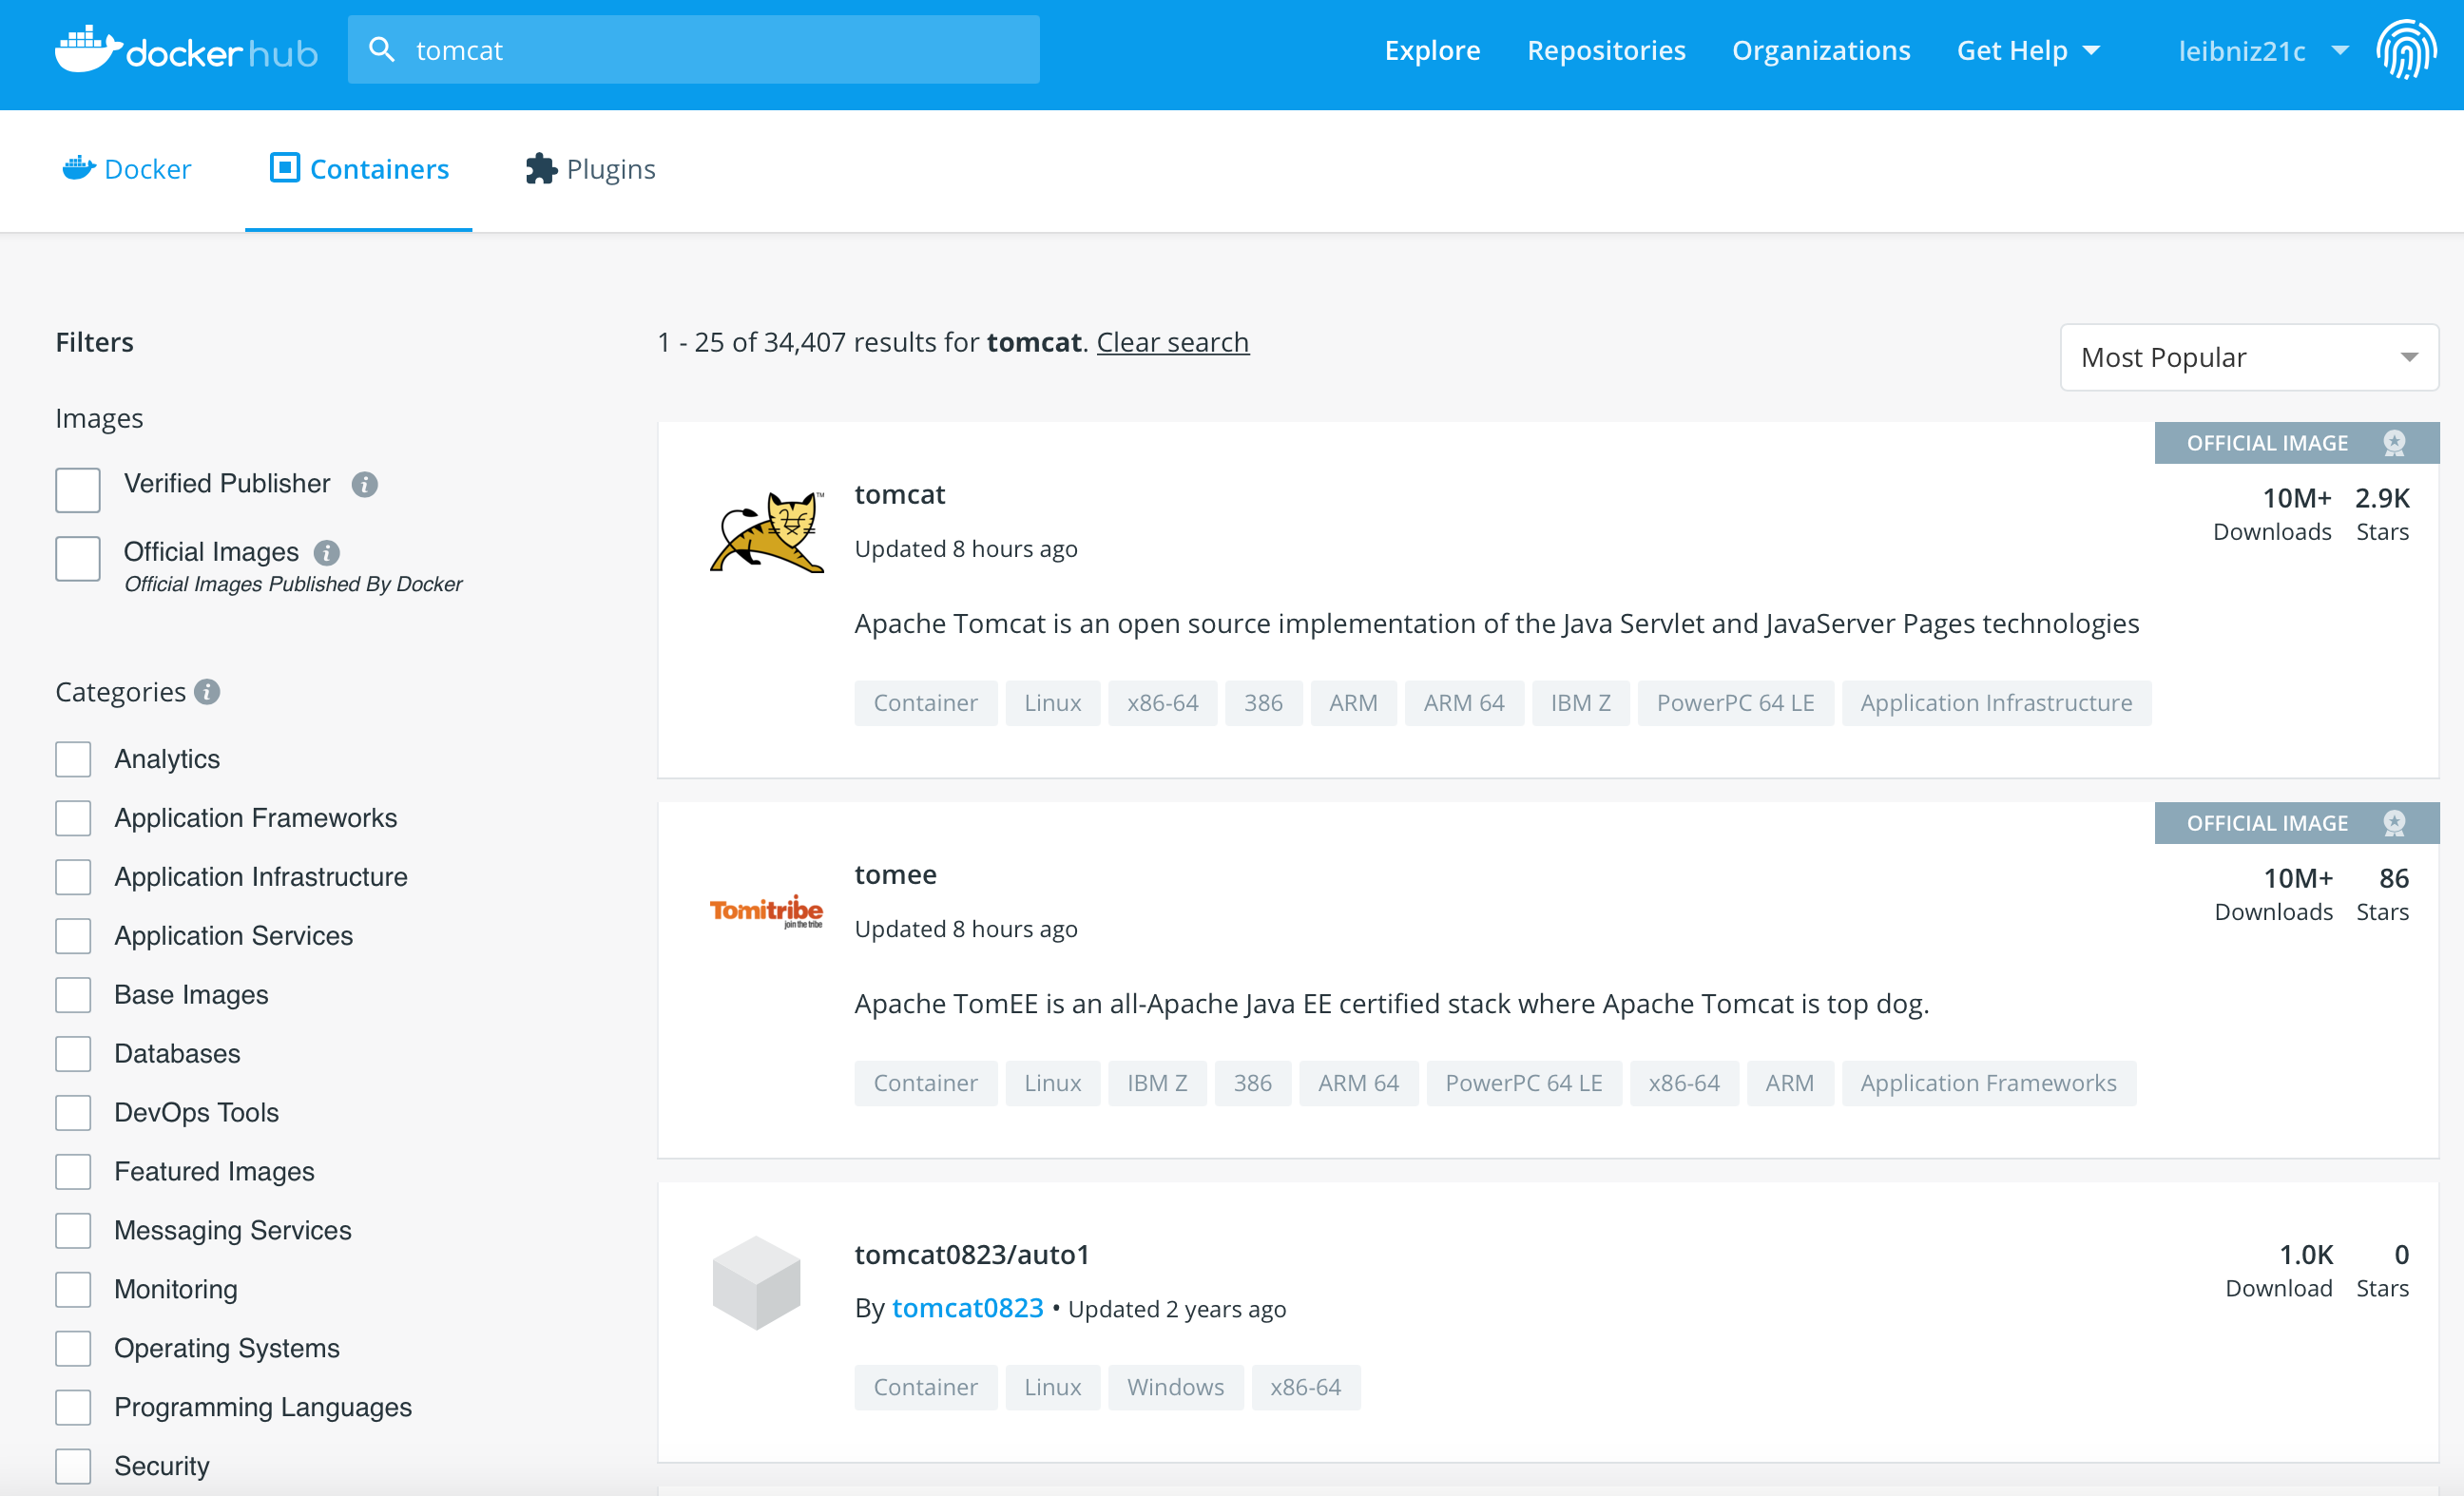 docker hub
tomcat
Explore Repositories Organizations Get Help leibniz21c
Docker Containers Plugins
Filters
Images
Verified Publisher
Official Images
Official Images Published By Docker
Categories
Analytics
Application Frameworks
Application Infrastructure
Application Services
Base Images
Databases
DevOps Tools
Featured Images
Messaging Services
Monitoring
Operating Systems
Programming Languages
Security
1 - 25 of 34,407 results for tomcat. Clear search
Most Popular
OFFICIAL IMAGE
TM
tomcat
10M+ 2.9K
Downloads Stars
Updated 8 hours ago
Apache Tomcat is an open source implementation of the Java Servlet and JavaServer Pages technologies
Container Linux x86-64 386 ARM ARM 64 IBM Z PowerPC 64 LE Application Infrastructure
OFFICIAL IMAGE
Tomitribe
join the tribe
tomee
10M+ 86
Downloads Stars
Updated 8 hours ago
Apache TomEE is an all-Apache Java EE certified stack where Apache Tomcat is top dog.
Container Linux IBM Z 386 ARM 64 PowerPC 64 LE x86-64 ARM Application Frameworks
tomcat0823/auto1
1.0K 0
Download Stars
By tomcat0823 • Updated 2 years ago
Container Linux Windows x86-64